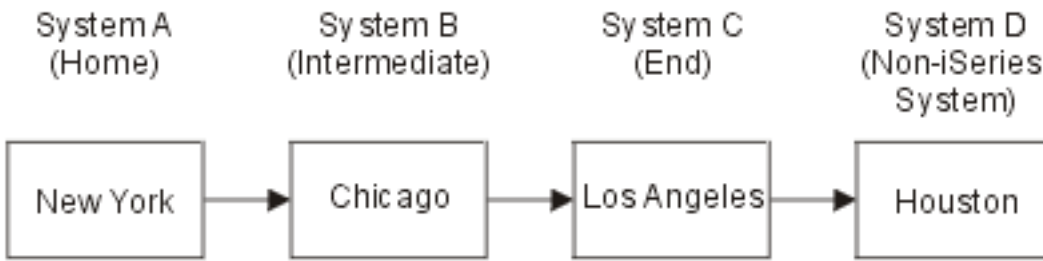 System A
(Home)
System B
(Intermediate)
System C
(End)
System D
(Non-iSeries
System)
New York
Chicago
Los Angeles
Houston